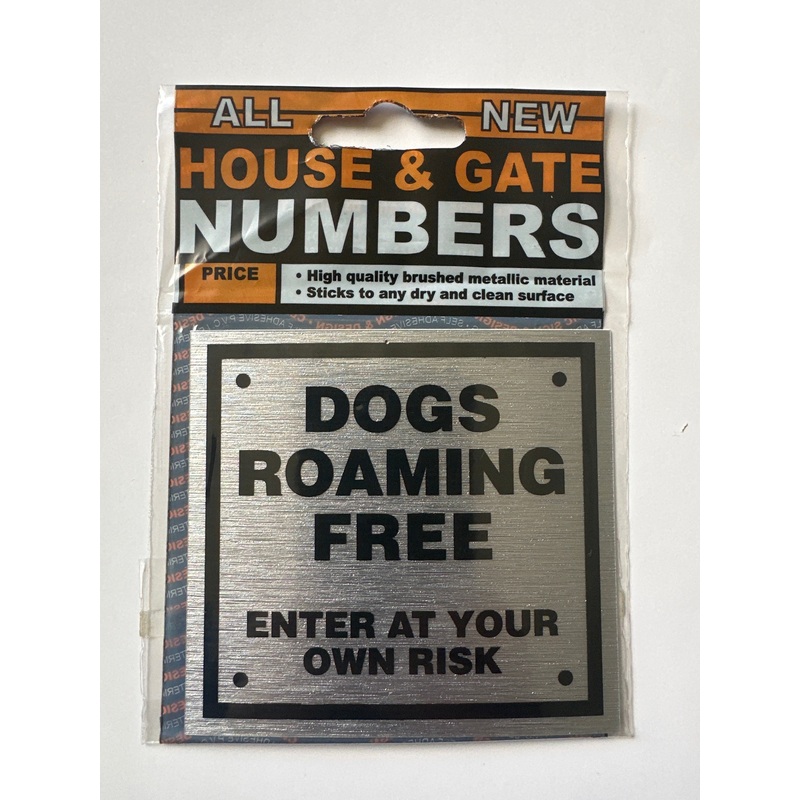 ALL NEW
HOUSE & GATE
NUMBERS
PRICE
• High quality brushed metallic material
• Sticks to any dry and clean surface
DOGS
ROAMING
FREE
ENTER AT YOUR
OWN RISK